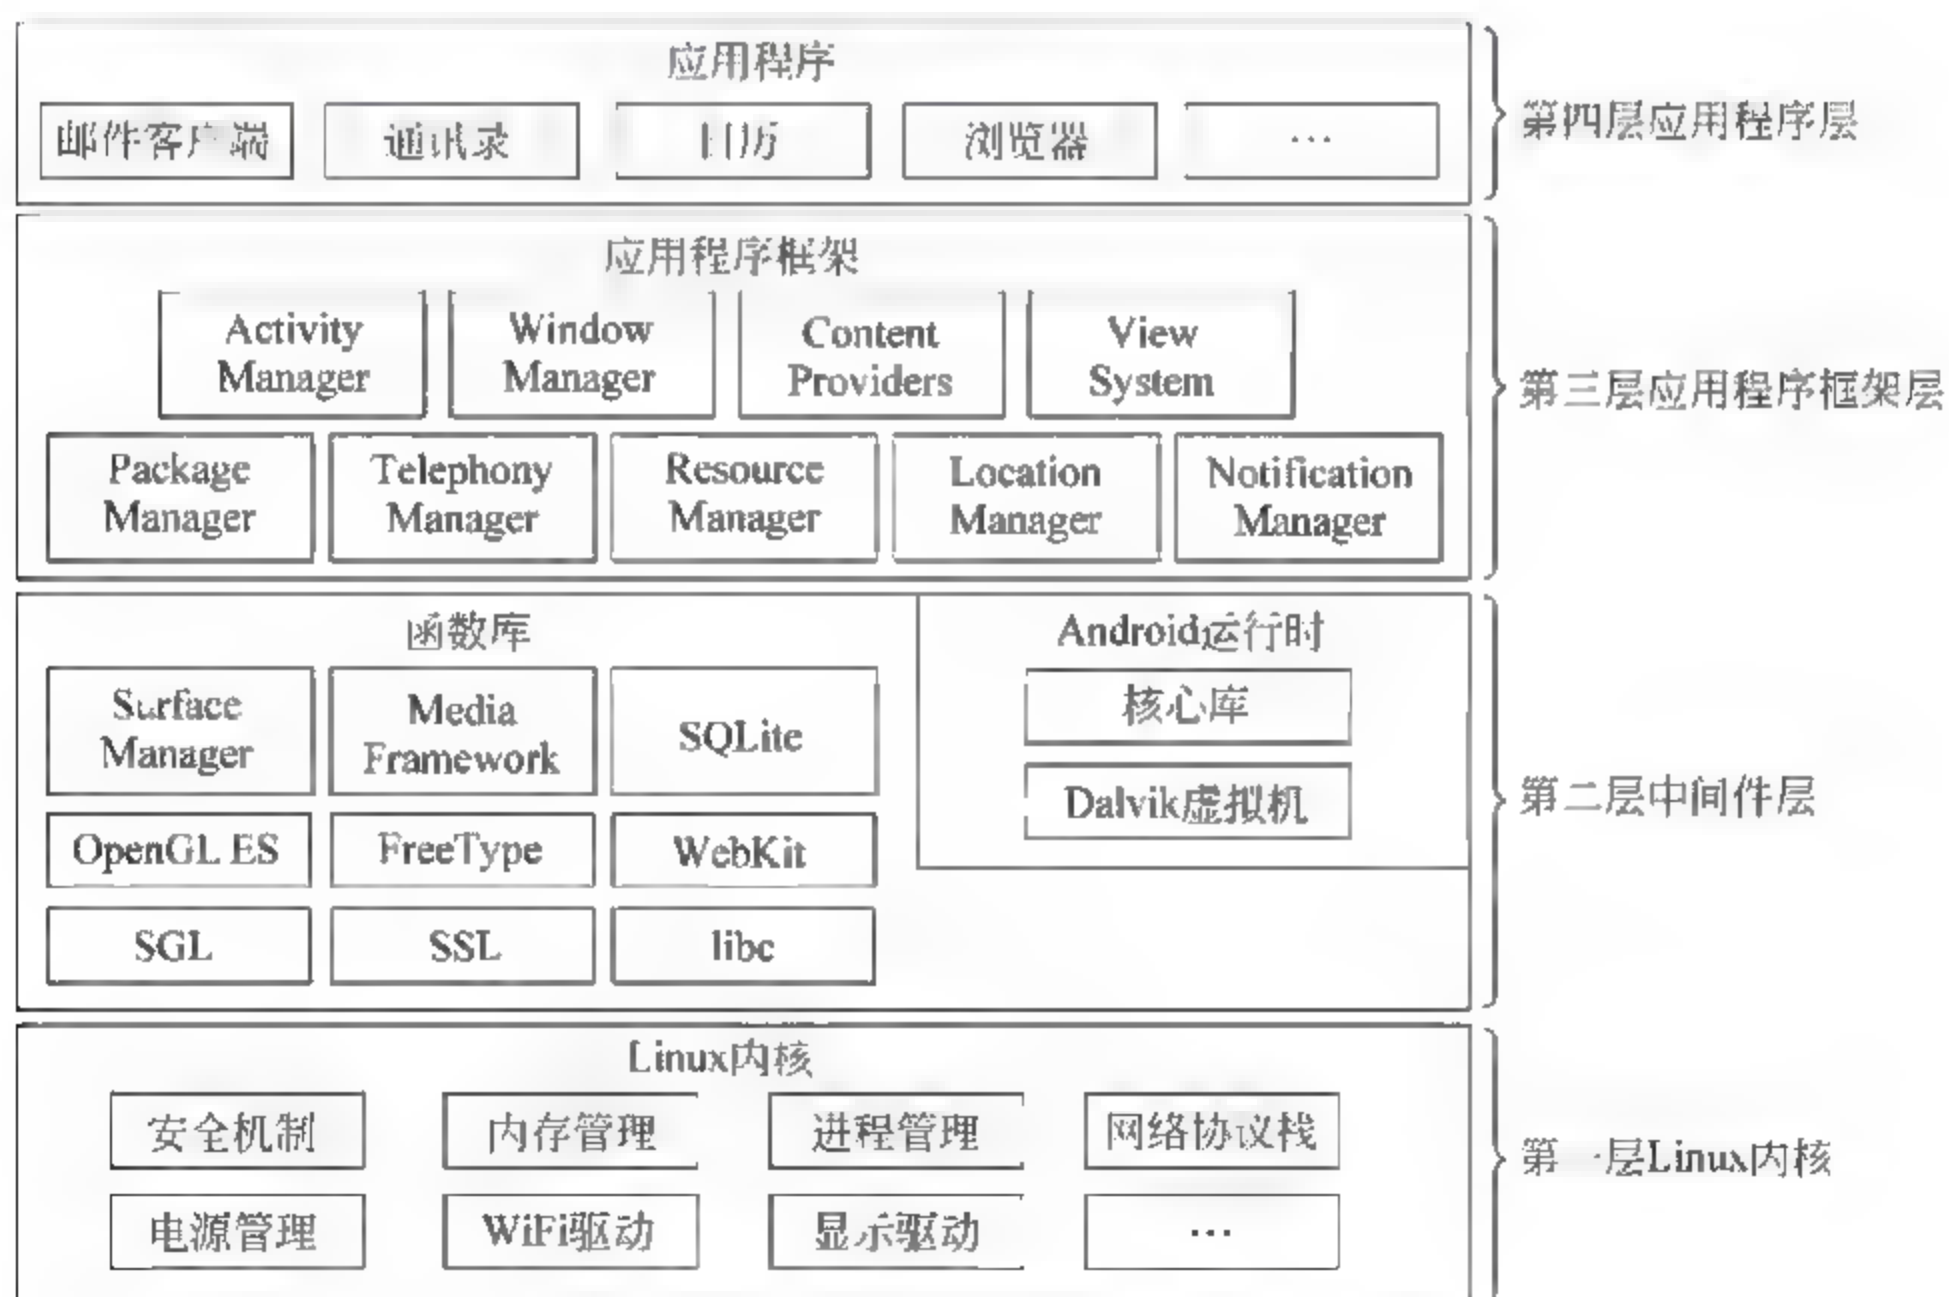 应用程序
邮件客户端 通讯录 日历 浏览器 …
第四层应用程序层
应用程序框架
Activity Manager
Window Manager
Content Providers
View System
Package Manager
Telephony Manager
Resource Manager
Location Manager
Notification Manager
第三层应用程序框架层
函数库
Surface Manager
Media Framework
SQLite
OpenGL ES
FreeType
WebKit
SGL
SSL
libc
Android运行时
核心库
Dalvik虚拟机
第二层中间件层
Linux内核
安全机制 内存管理 进程管理 网络协议栈
电源管理 WiFi驱动 显示驱动 …
第一层Linux内核